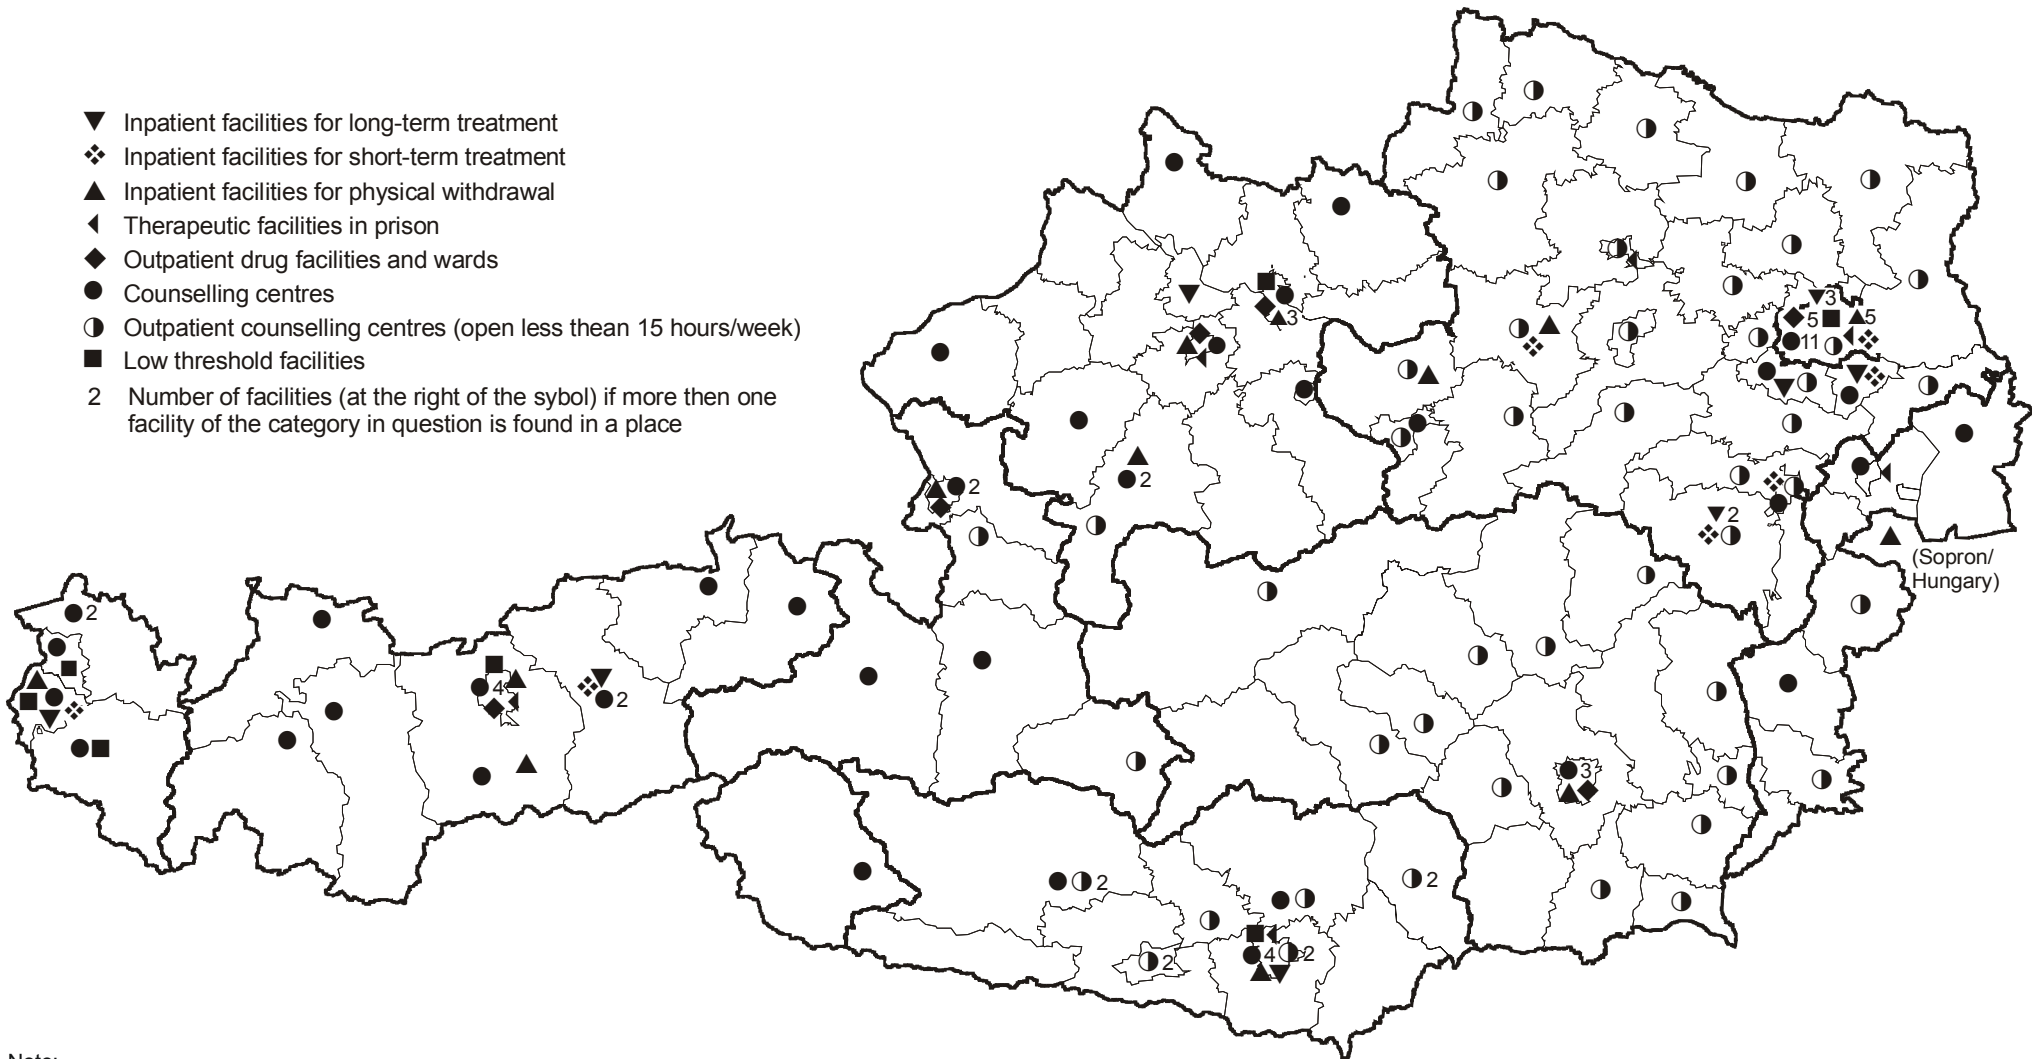 Inpatient facilities for long-term treatment
Inpatient facilities for short-term treatment
Inpatient facilities for physical withdrawal
Therapeutic facilities in prison
Outpatient drug facilities and wards
Counselling centres
Outpatient counselling centres (open less thean 15 hours/week)
Low threshold facilities
2 Number of facilities (at the right of the sybol) if more then one
facility of the category in question is found in a place
3
3
5 5
11
2
2
2
(Sopron/
Hungary)
2
4
2
3
2
2
4 2
2